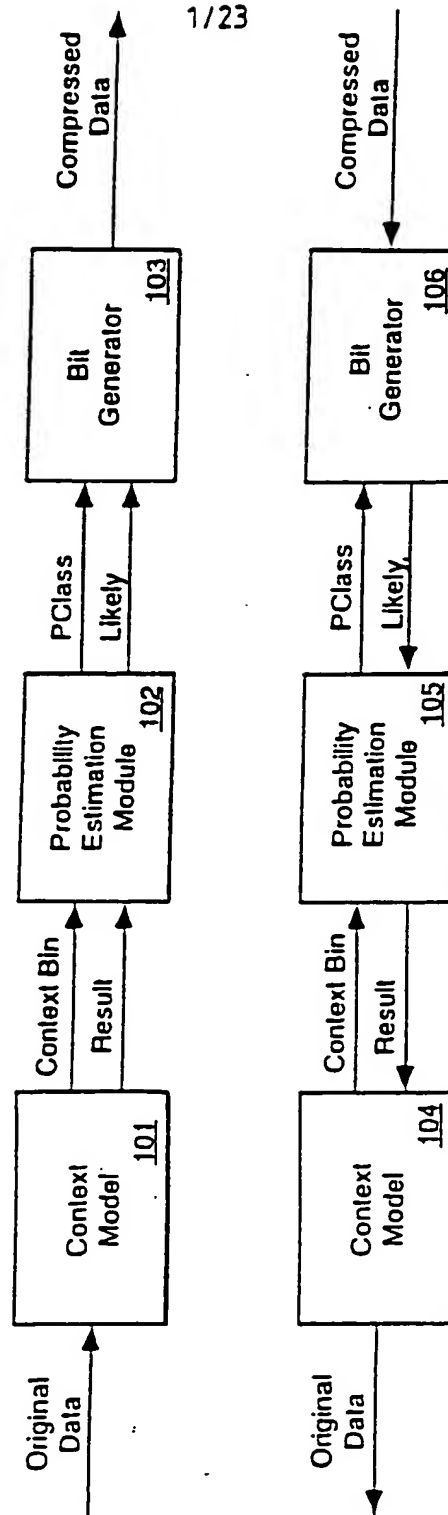 1/23
Original
Data
Context
Model
101
Context Bin
Result
Probability
Estimation
Module
102
PClass
Likely
Bit
Generator
103
Compressed
Data
Original
Data
Context
Model
104
Context Bin
Result
Probability
Estimation
Module
105
PClass
Likely
Bit
Generator
106
Compressed
Data